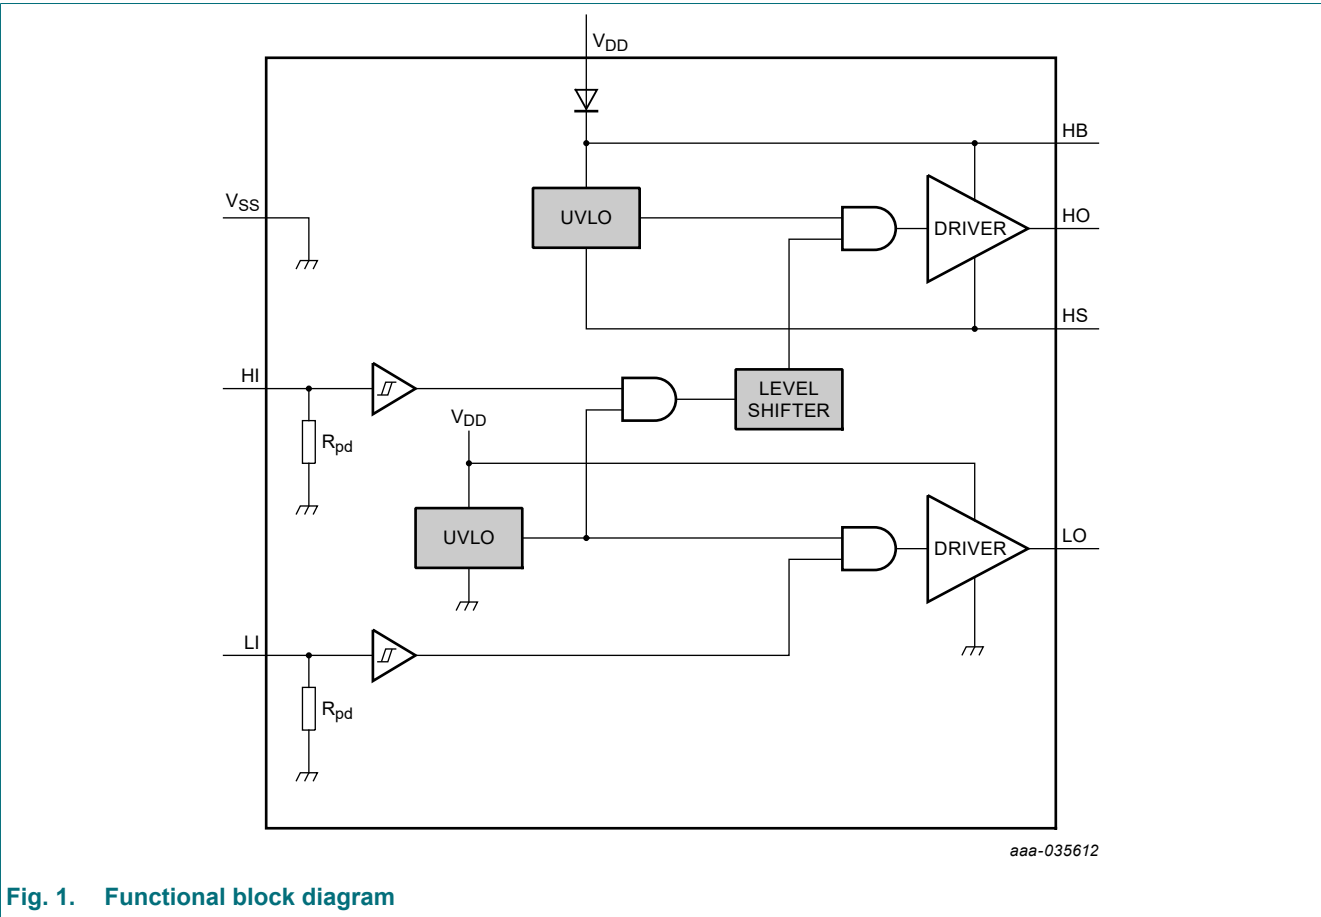 VDD
HB
VSS
UVLO
DRIVER
HO
HS
HI
LEVEL
SHIFTER
VDD
Rpd
UVLO
DRIVER
LO
LI
Rpd
aaa-035612
Fig. 1. Functional block diagram